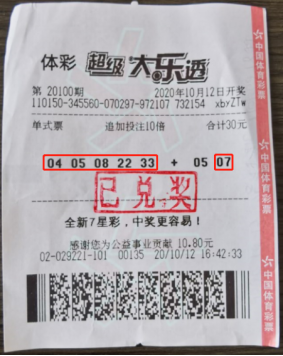 体彩 超级大乐透
第 20100期 2020年10月12日开奖
110150-345560-070297-972107 732154 xbyZTw
单式票 追加投注10倍 合计30元
04 05 08 22 33 + 05 07
已兑奖
全新7星彩，中奖更容易！
感谢您为公益事业贡献 10.80元
02-029221-101 00135 20/10/12 16:42:33
中国体育彩票
中国体育彩票
中国体育彩票